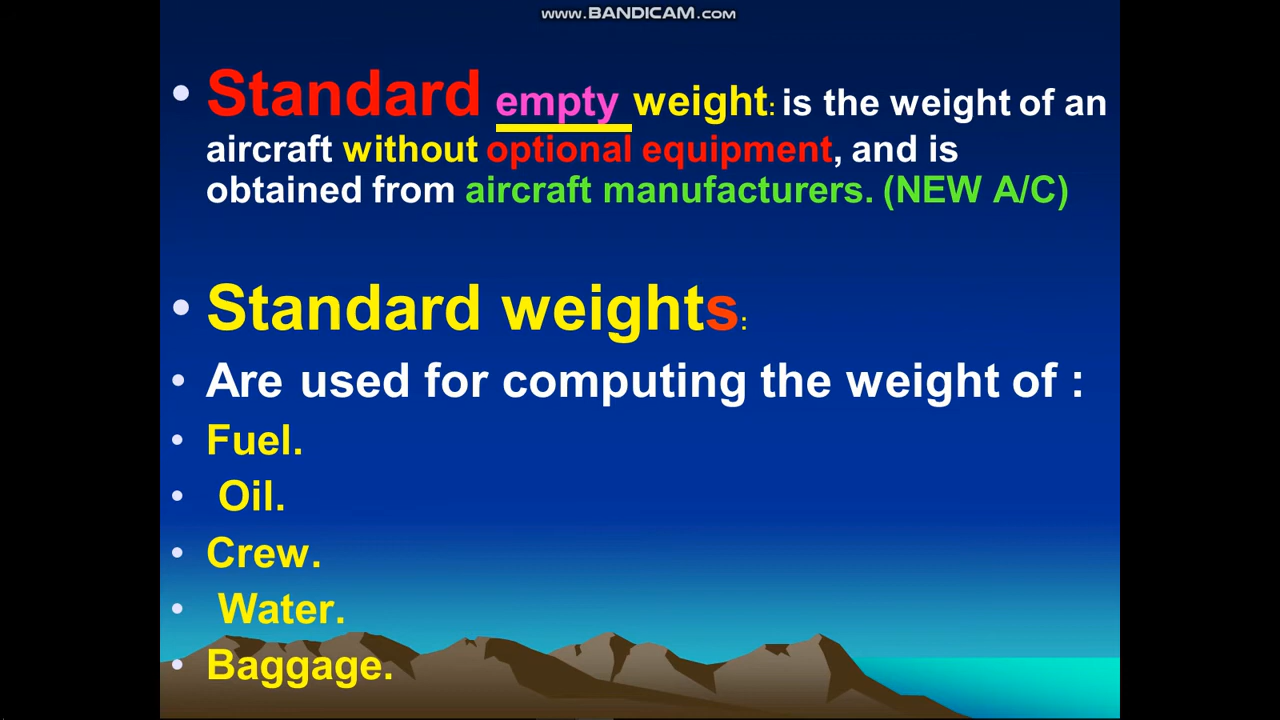 www.BANDICAM.com
• Standard empty weight: is the weight of an
aircraft without optional equipment, and is
obtained from aircraft manufacturers. (NEW A/C)
• Standard weights:
• Are used for computing the weight of :
• Fuel.
• Oil.
• Crew.
• Water.
• Baggage.